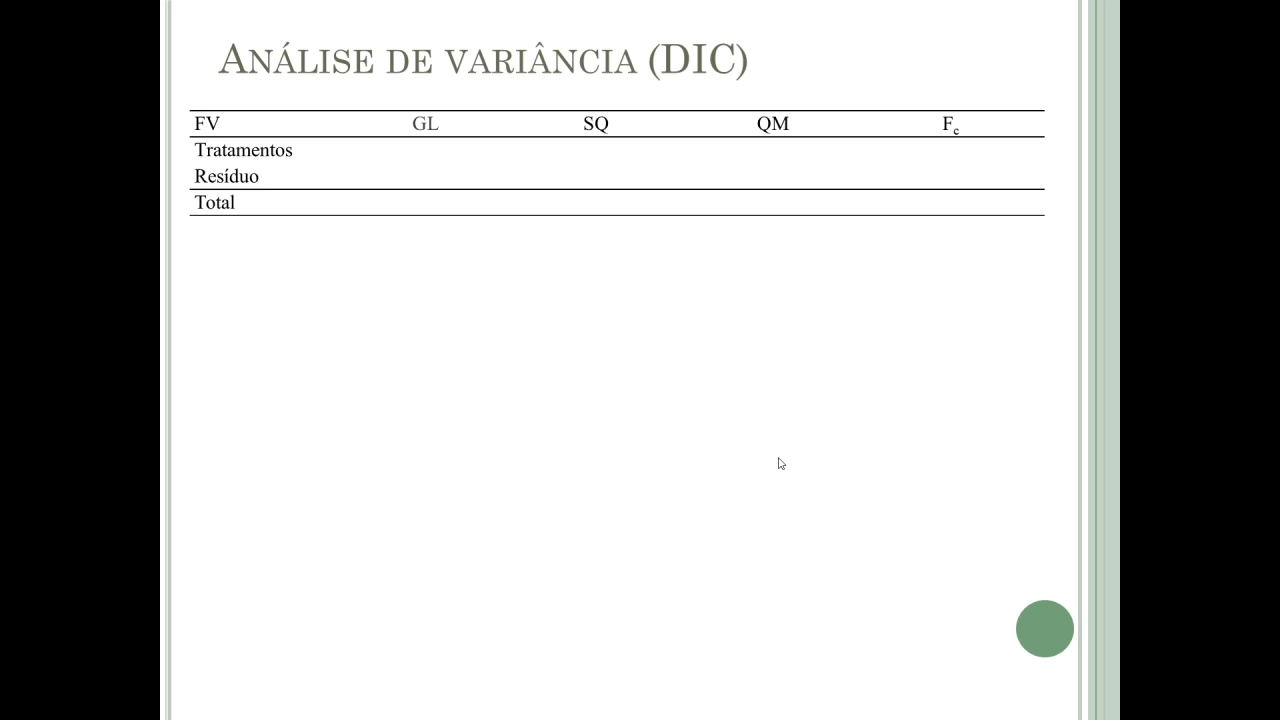 Análise de variância (DIC)
FV GL SQ QM Fc
Tratamentos
Resíduo
Total